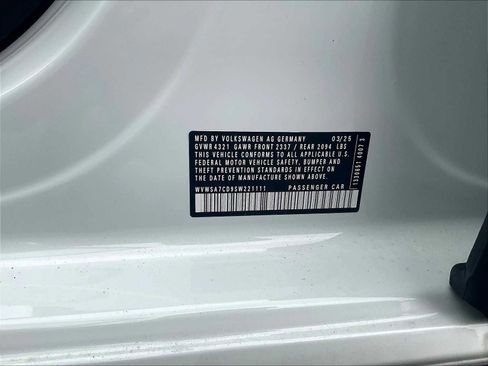 MFD BY VOLKSWAGEN AG GERMANY 03/25
GVWR 4321 GAWR FRONT 2337 / REAR 2094 LBS
THIS VEHICLE CONFORMS TO ALL APPLICABLE U.S.
FEDERAL MOTOR VEHICLE SAFETY, BUMPER AND
THEFT PREVENTION STANDARDS IN EFFECT ON THE
DATE OF MANUFACTURE SHOWN ABOVE
WVWSA7CD9SW221111 PASSENGER CAR